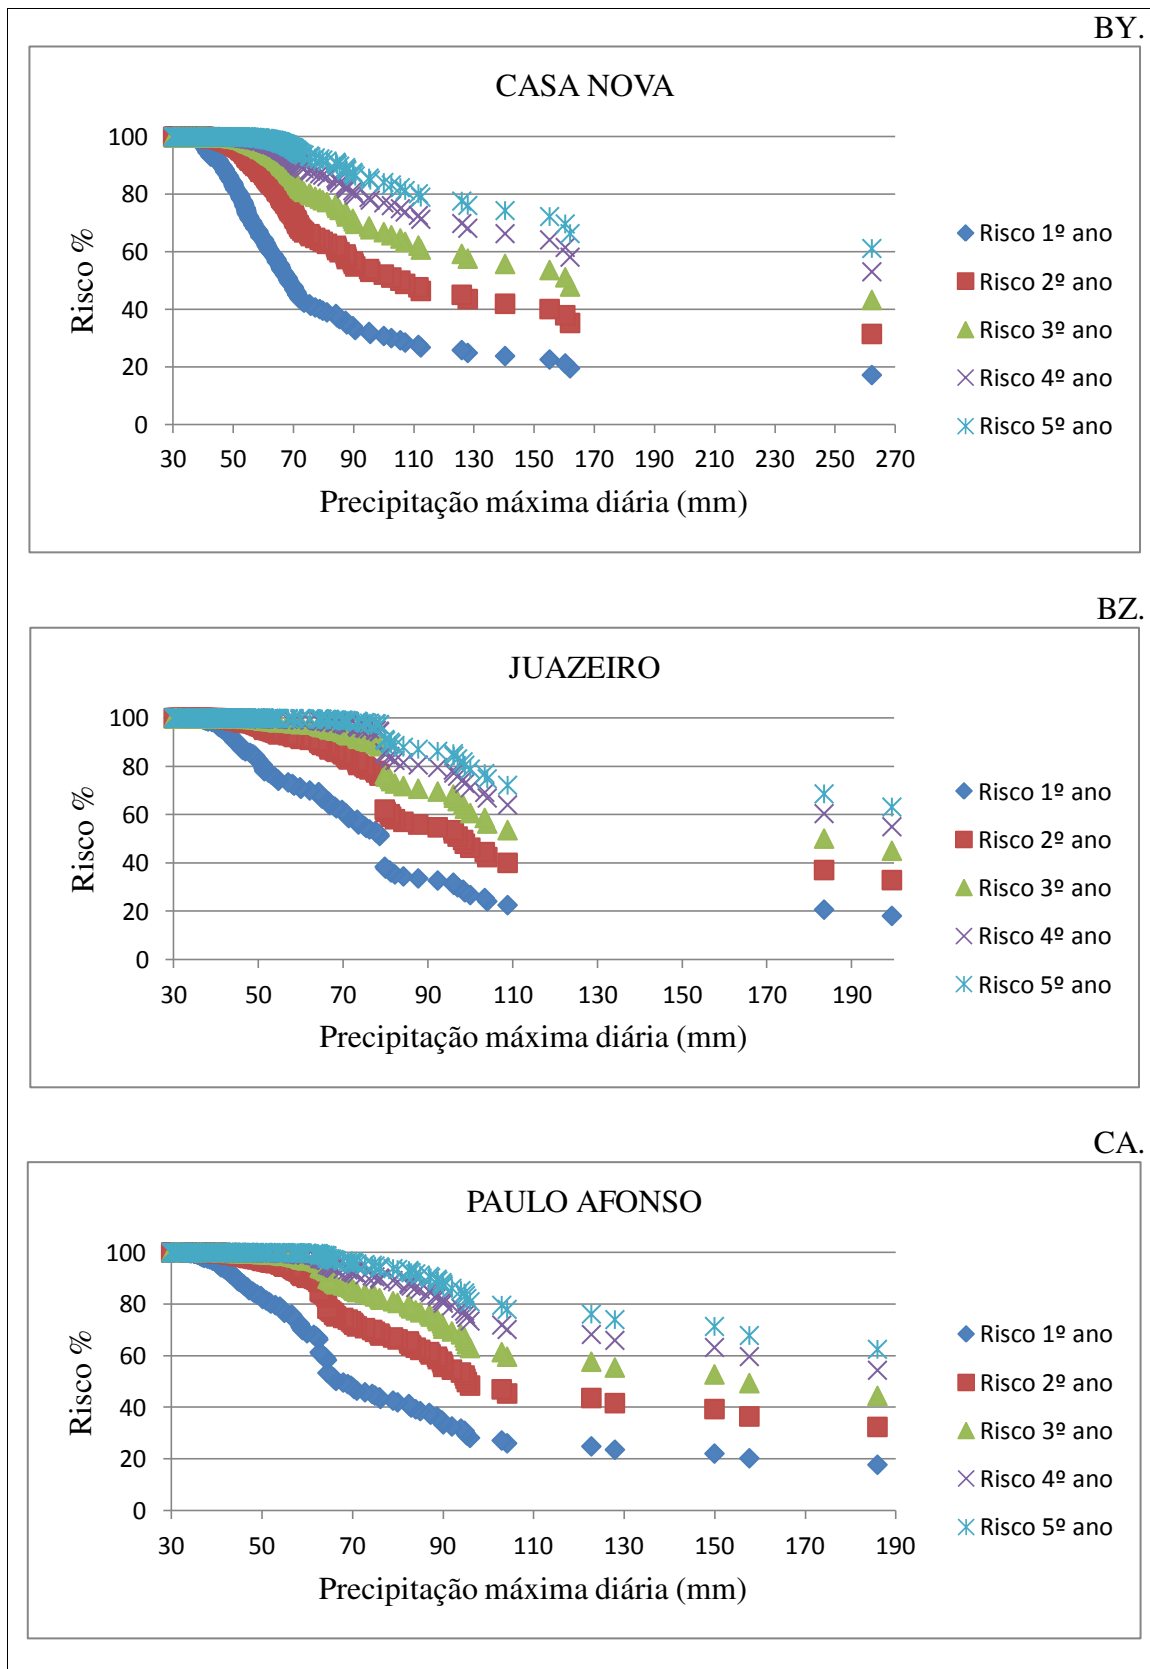 BY.
CASA NOVA
100
80
60
40
20
0
Risco %
30 50 70 90 110 130 150 170 190 210 230 250 270
Precipitação máxima diária (mm)
Risco 1º ano
Risco 2º ano
Risco 3º ano
Risco 4º ano
Risco 5º ano
BZ.
JUAZEIRO
100
80
60
40
20
0
Risco %
30 50 70 90 110 130 150 170 190
Precipitação máxima diária (mm)
Risco 1º ano
Risco 2º ano
Risco 3º ano
Risco 4º ano
Risco 5º ano
CA.
PAULO AFONSO
100
80
60
40
20
0
Risco %
30 50 70 90 110 130 150 170 190
Precipitação máxima diária (mm)
Risco 1º ano
Risco 2º ano
Risco 3º ano
Risco 4º ano
Risco 5º ano